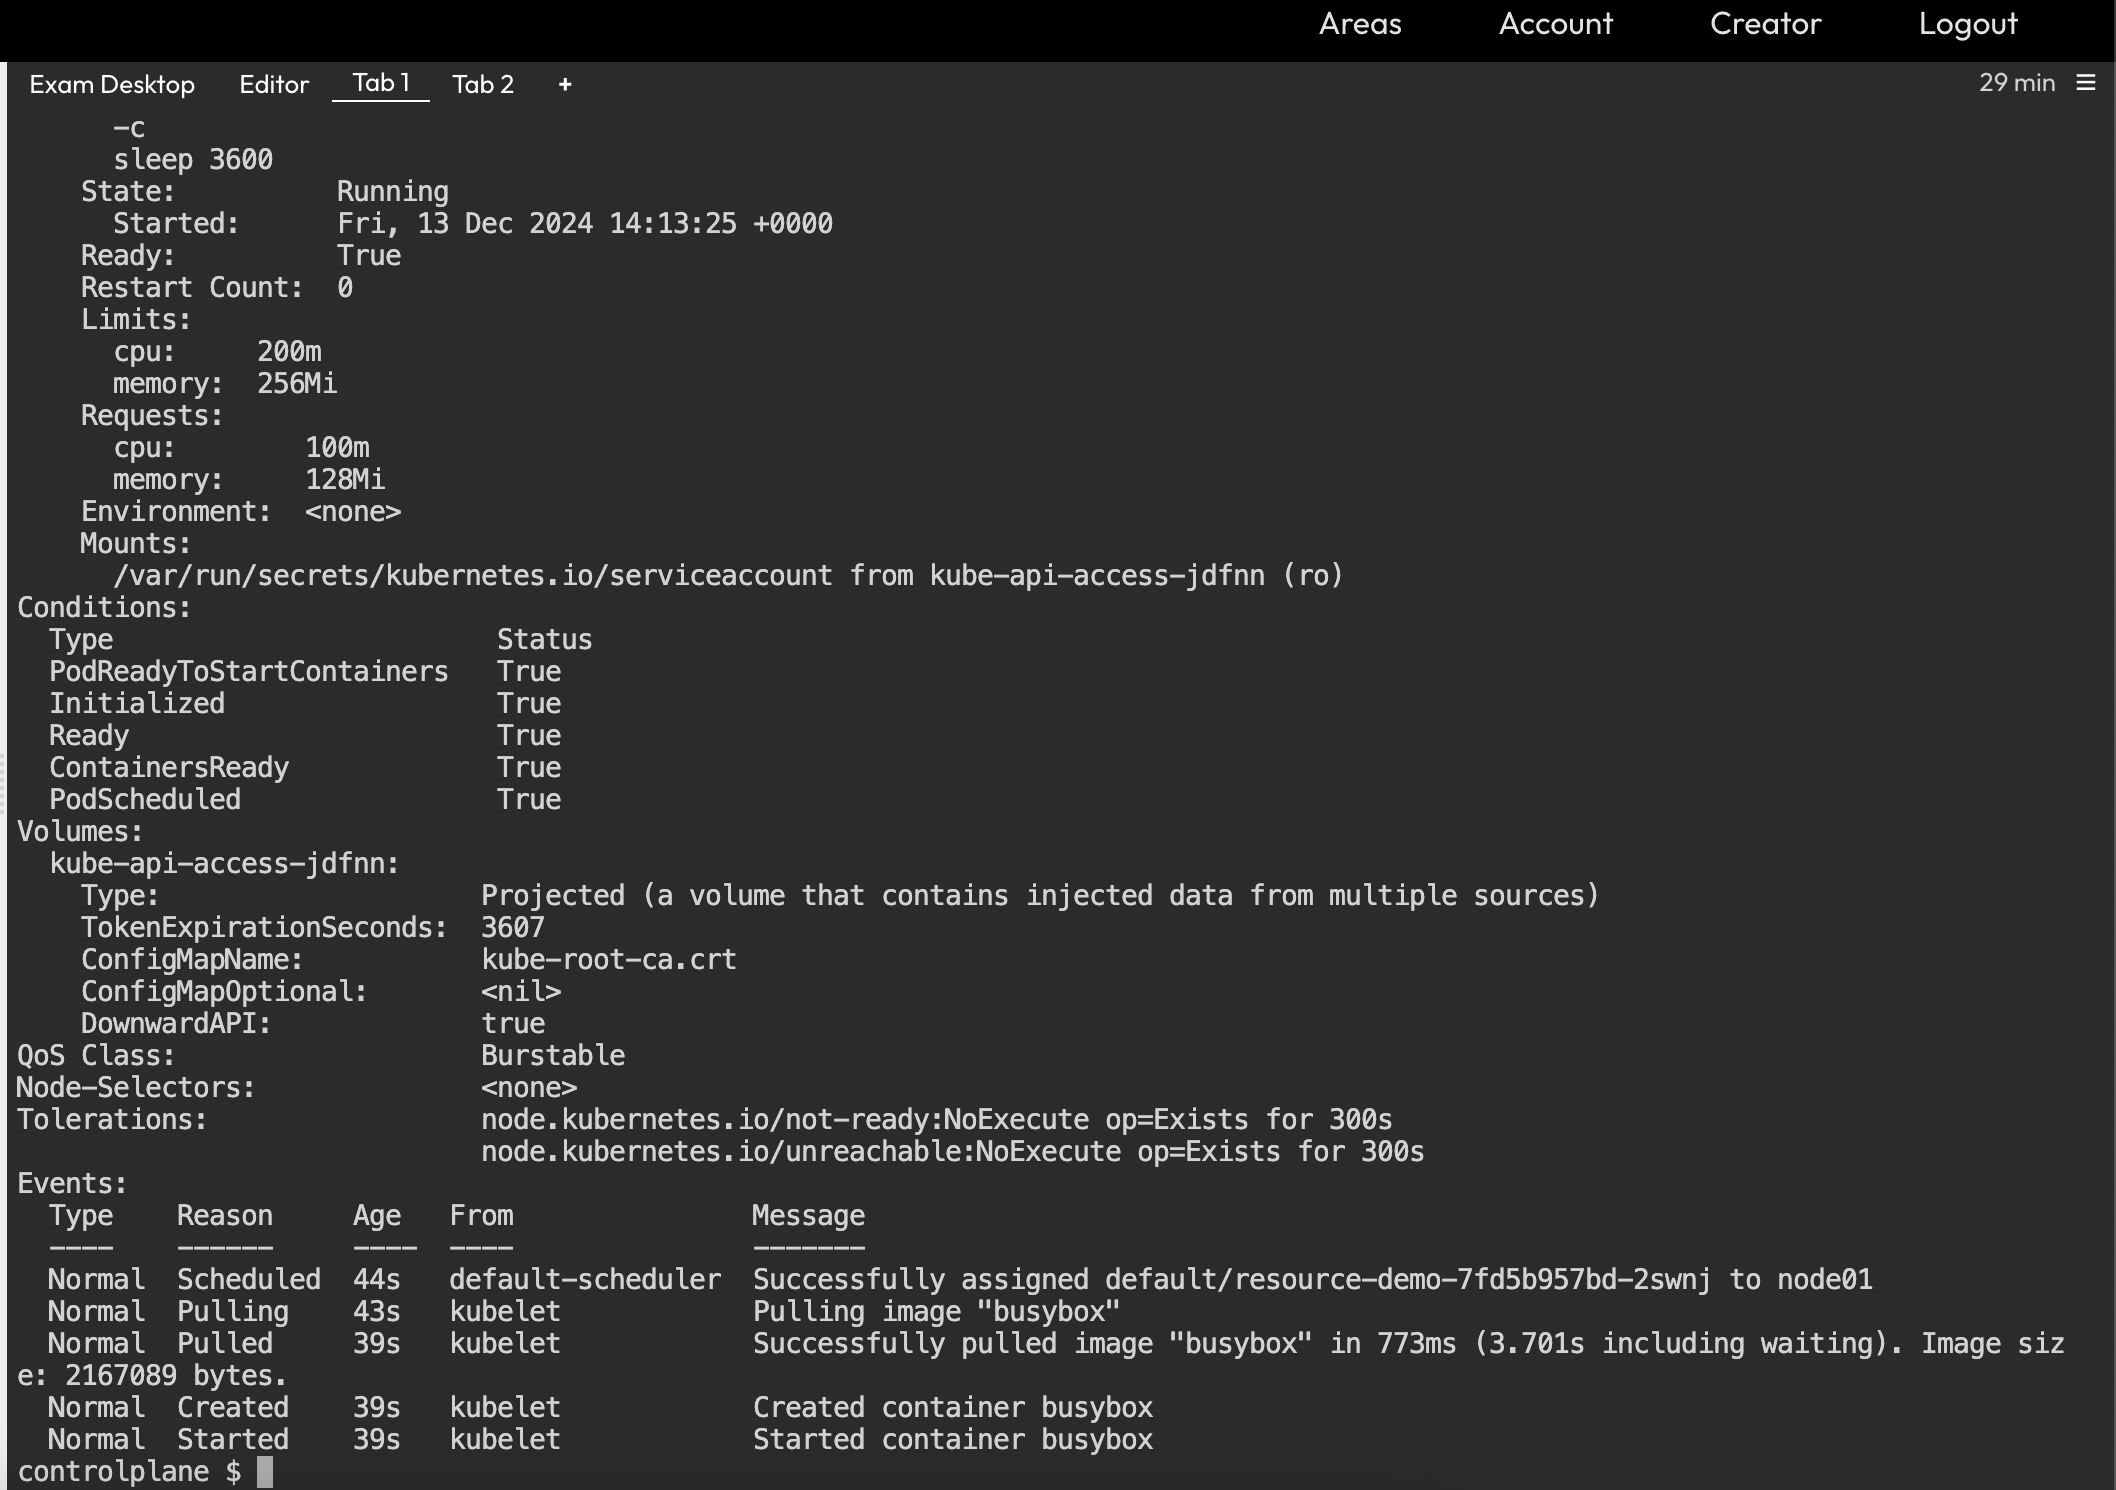 Areas Account Creator Logout
Exam Desktop Editor Tab 1 Tab 2 + 29 min
-c
sleep 3600
State: Running
Started: Fri, 13 Dec 2024 14:13:25 +0000
Ready: True
Restart Count: 0
Limits:
cpu: 200m
memory: 256Mi
Requests:
cpu: 100m
memory: 128Mi
Environment: <none>
Mounts:
/var/run/secrets/kubernetes.io/serviceaccount from kube-api-access-jdfnn (ro)
Conditions:
Type Status
PodReadyToStartContainers True
Initialized True
Ready True
ContainersReady True
PodScheduled True
Volumes:
kube-api-access-jdfnn:
Type: Projected (a volume that contains injected data from multiple sources)
TokenExpirationSeconds: 3607
ConfigMapName: kube-root-ca.crt
ConfigMapOptional: <nil>
DownwardAPI: true
QoS Class: Burstable
Node-Selectors: <none>
Tolerations: node.kubernetes.io/not-ready:NoExecute op=Exists for 300s
node.kubernetes.io/unreachable:NoExecute op=Exists for 300s
Events:
Type Reason Age From Message
---- ------ ---- ---- -------
Normal Scheduled 44s default-scheduler Successfully assigned default/resource-demo-7fd5b957bd-2swnj to node01
Normal Pulling 43s kubelet Pulling image "busybox"
Normal Pulled 39s kubelet Successfully pulled image "busybox" in 773ms (3.701s including waiting). Image siz
e: 2167089 bytes.
Normal Created 39s kubelet Created container busybox
Normal Started 39s kubelet Started container busybox
controlplane $